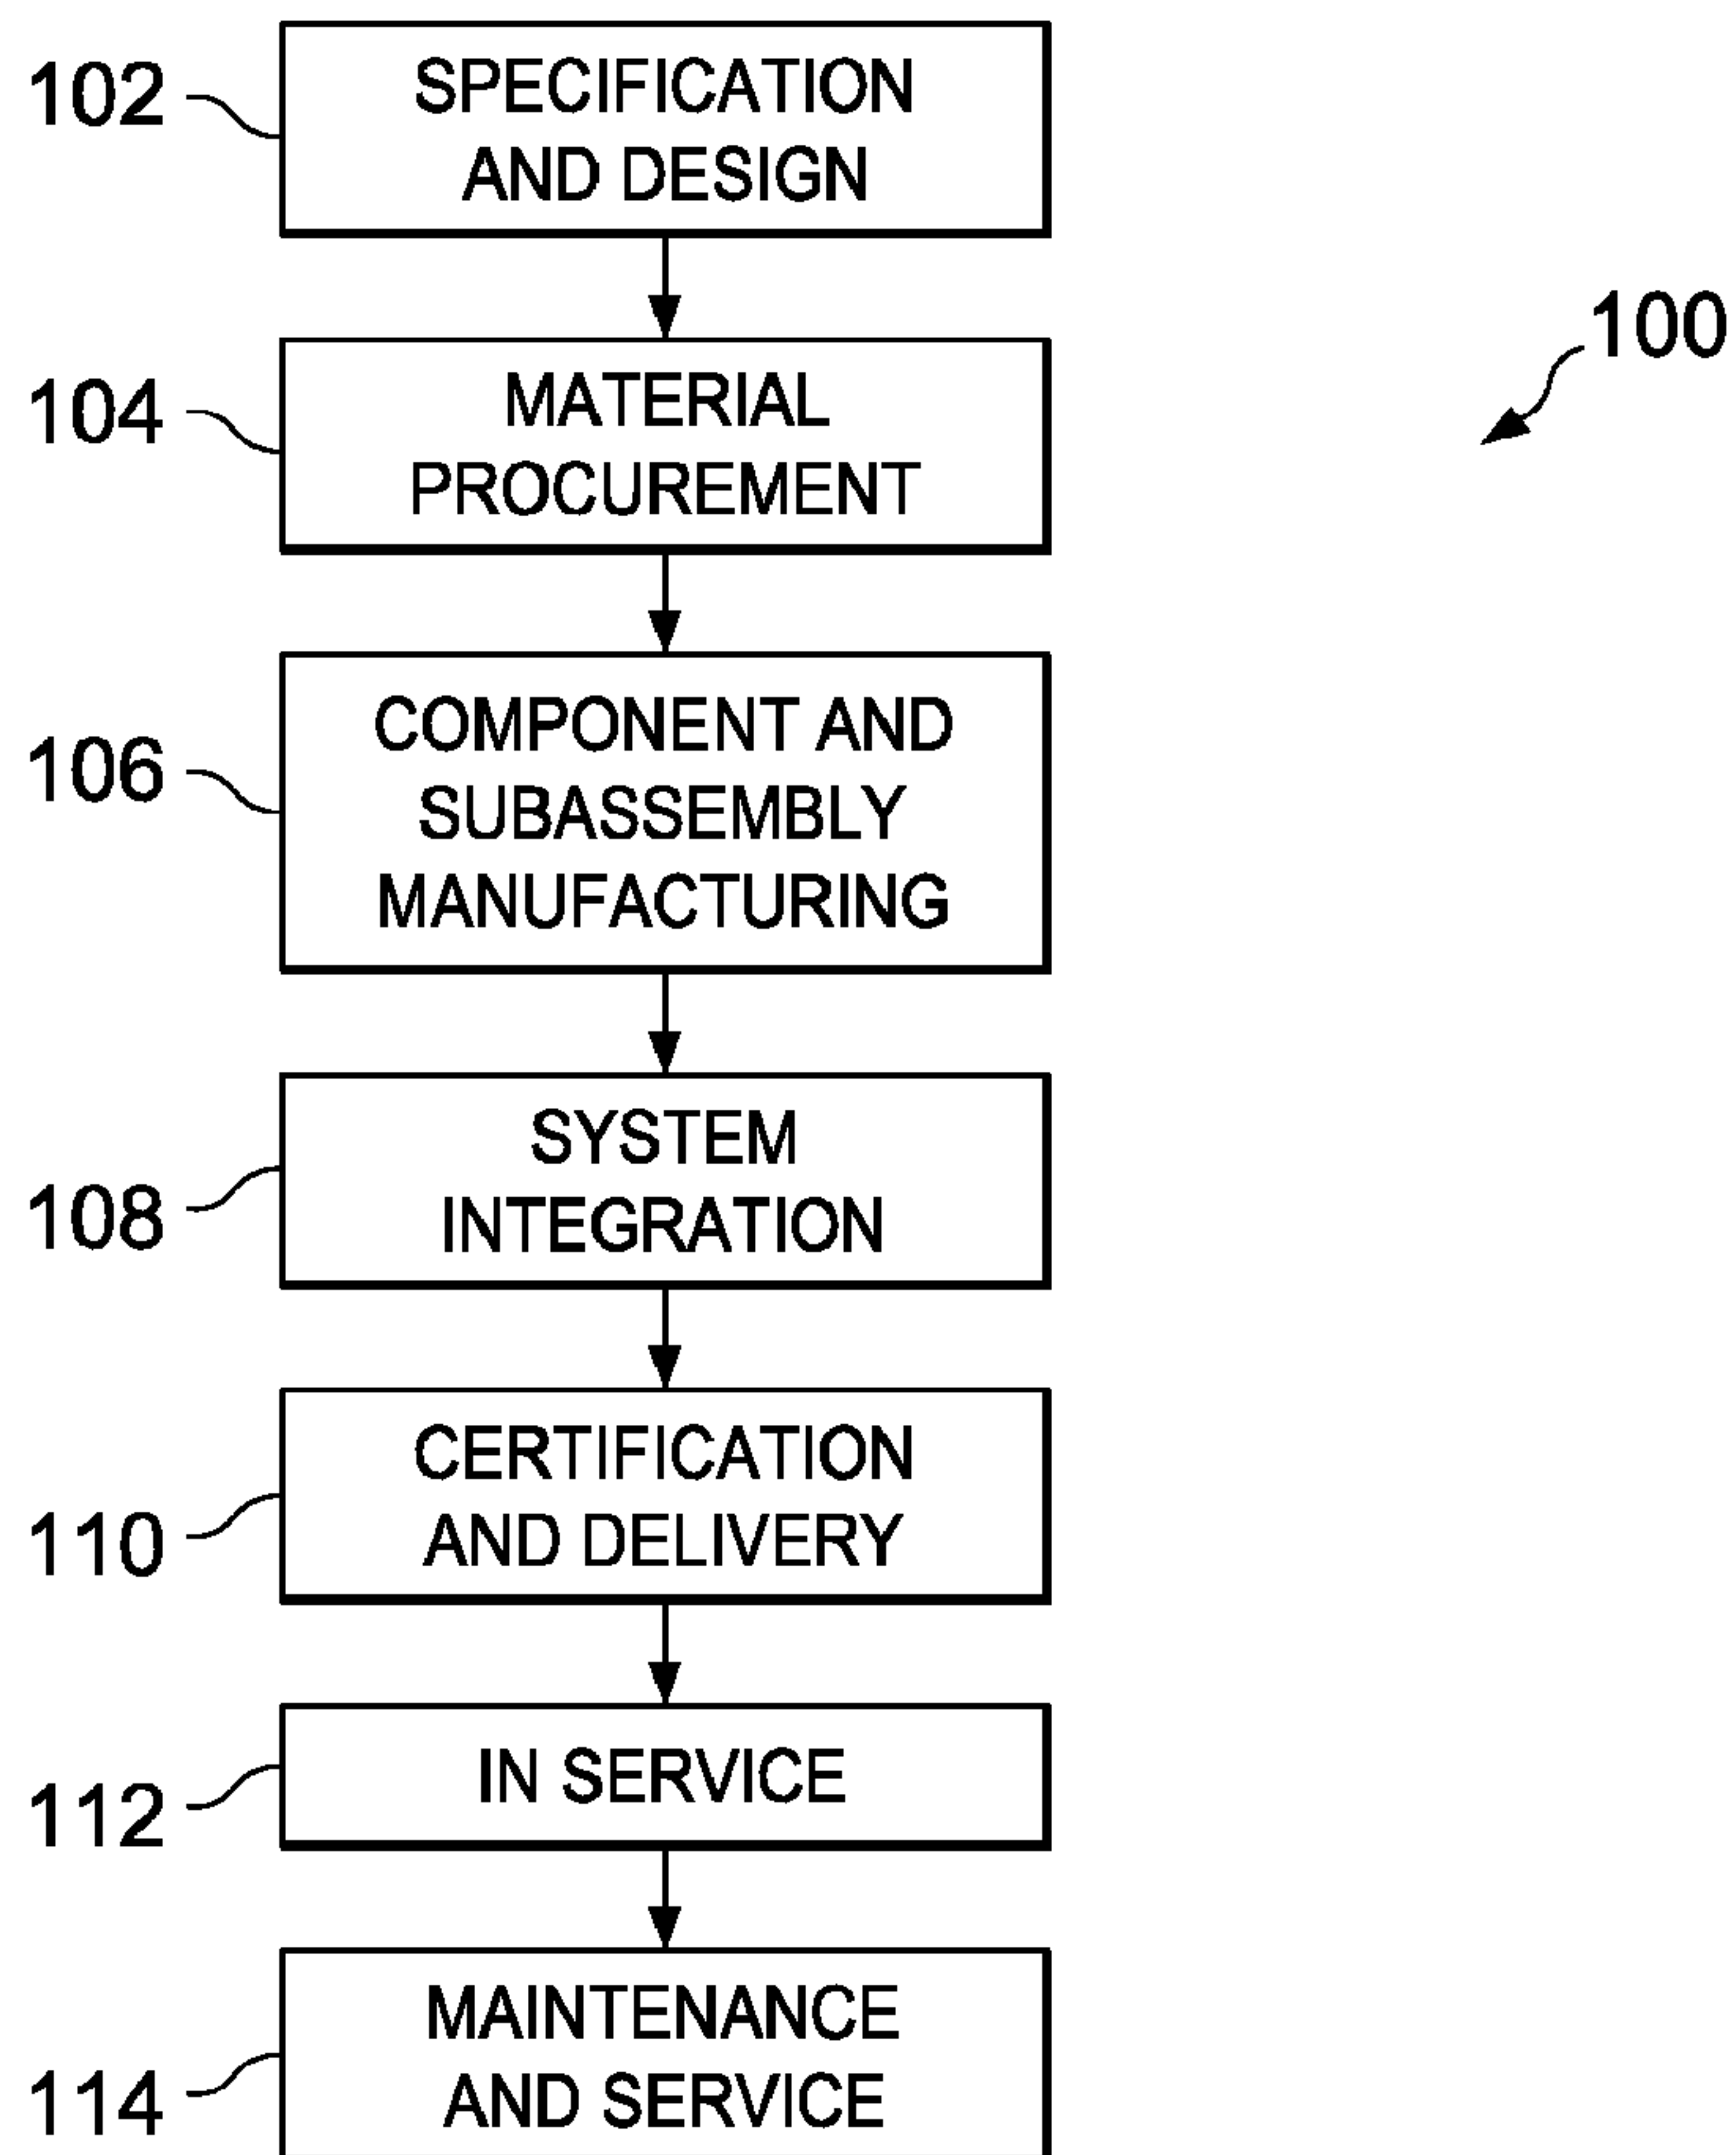 102
SPECIFICATION
AND DESIGN
100
104
MATERIAL
PROCUREMENT
106
COMPONENT AND
SUBASSEMBLY
MANUFACTURING
108
SYSTEM
INTEGRATION
110
CERTIFICATION
AND DELIVERY
112
IN SERVICE
114
MAINTENANCE
AND SERVICE